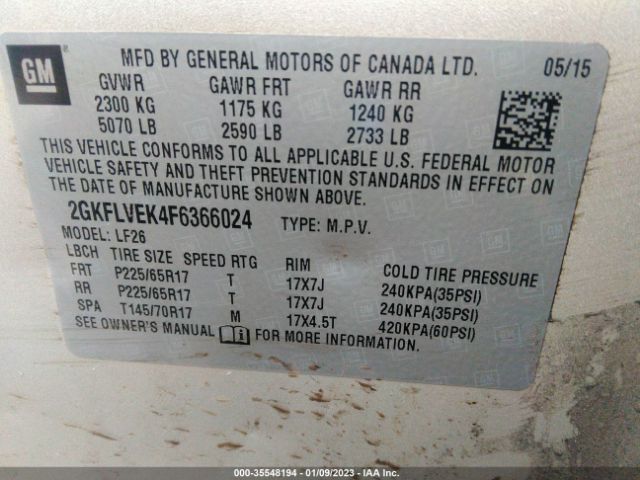 GM
MFD BY GENERAL MOTORS OF CANADA LTD. 05/15
GVWR GAWR FRT GAWR RR
2300 KG 1175 KG 1240 KG
5070 LB 2590 LB 2733 LB
THIS VEHICLE CONFORMS TO ALL APPLICABLE U.S. FEDERAL MOTOR
VEHICLE SAFETY AND THEFT PREVENTION STANDARDS IN EFFECT ON
THE DATE OF MANUFACTURE SHOWN ABOVE.
2GKFLVEK4F6366024 TYPE: M.P.V.
MODEL: LF26
LBCH TIRE SIZE SPEED RTG RIM COLD TIRE PRESSURE
FRT P225/65R17 T 17X7J 240KPA(35PSI)
RR P225/65R17 T 17X7J 240KPA(35PSI)
SPA T145/70R17 M 17X4.5T 420KPA(60PSI)
SEE OWNER'S MANUAL FOR MORE INFORMATION.
000-35548194 - 01/09/2023 - IAA Inc.